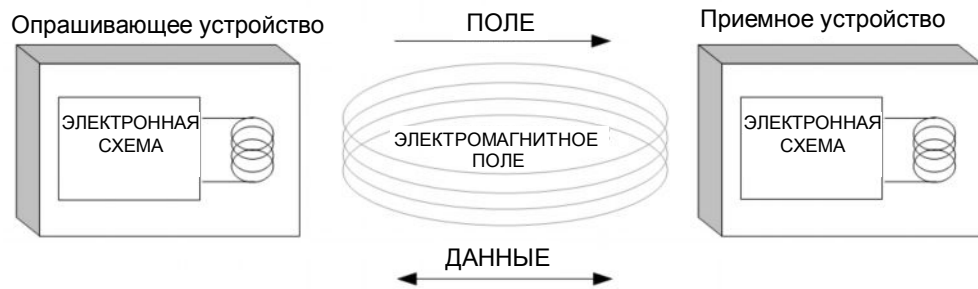 Опрашивающее устройство
ПОЛЕ
Приемное устройство
ЭЛЕКТРОННАЯ
СХЕМА
ЭЛЕКТРОМАГНИТНОЕ
ПОЛЕ
ЭЛЕКТРОННАЯ
СХЕМА
ДАННЫЕ